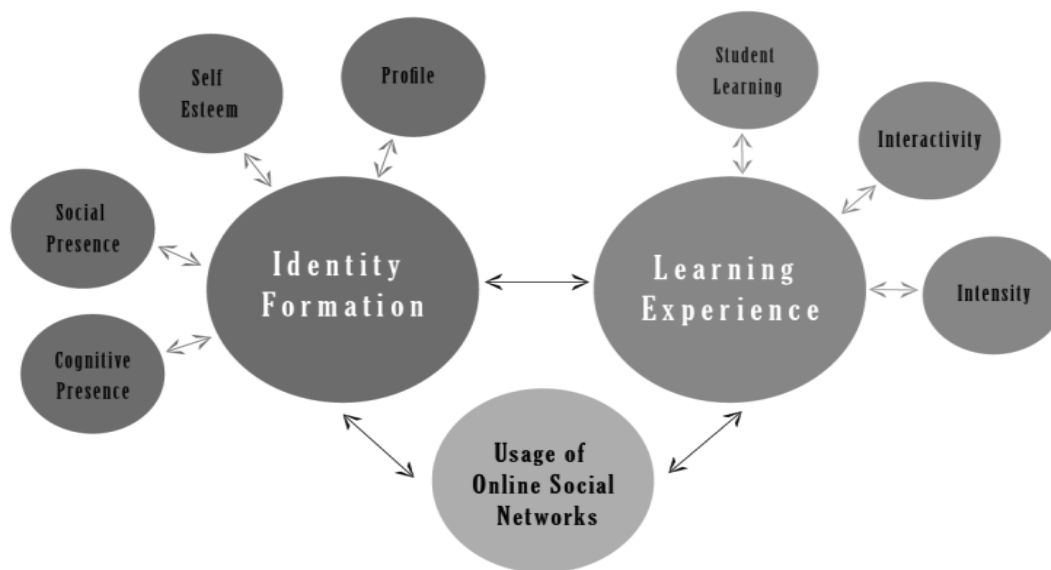 Self
Esteem
Profile
Student
Learning
Interactivity
Social
Presence
Identity
Formation
Learning
Experience
Intensity
Cognitive
Presence
Usage of
Online Social
Networks